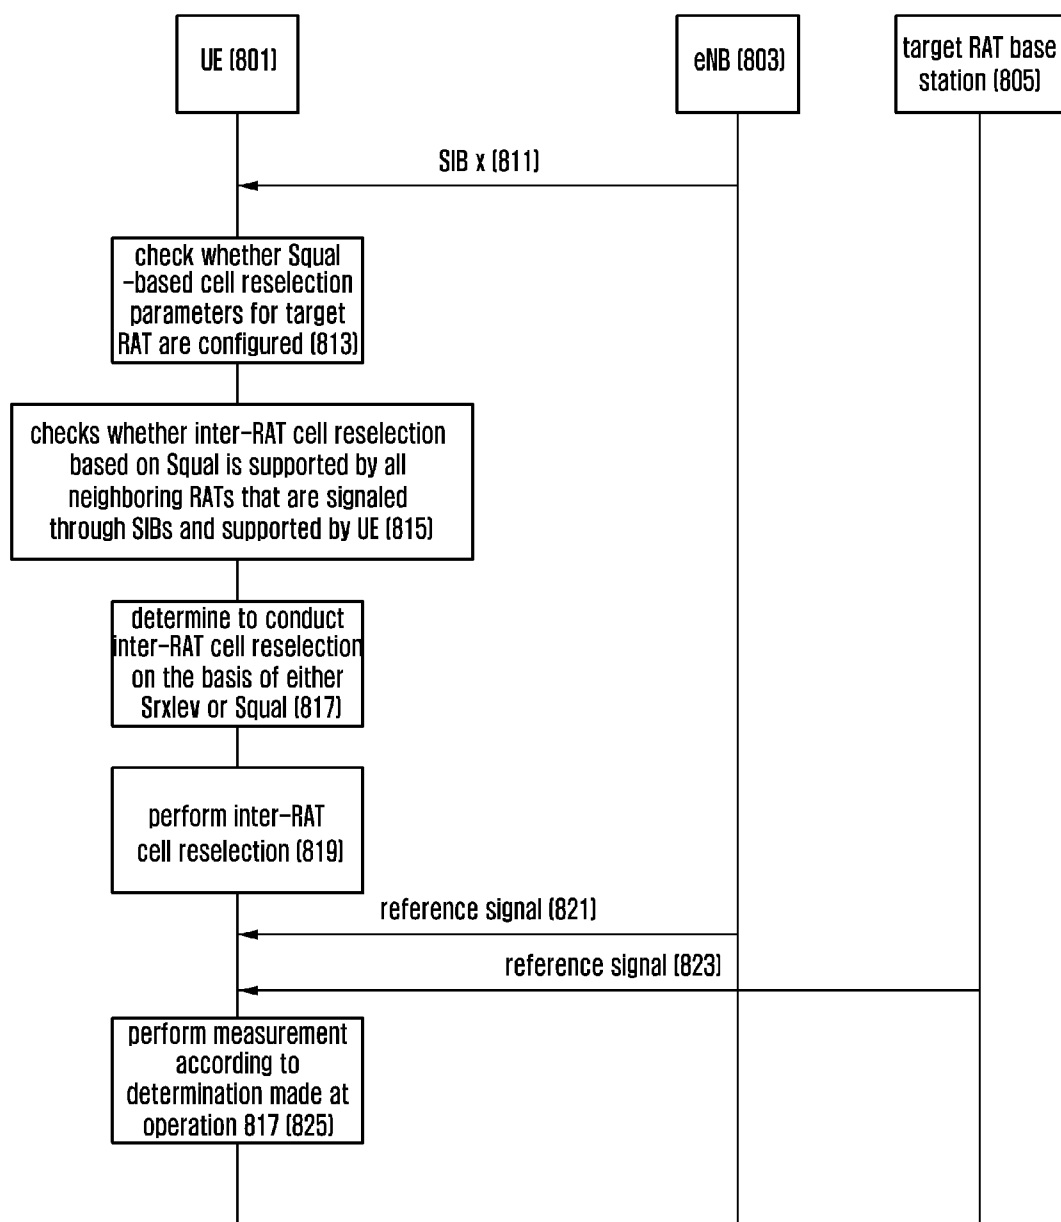 UE (801)
eNB (803)
target RAT base
station (805)
SIB x (811)
check whether Squal
-based cell reselection
parameters for target
RAT are configured (813)
checks whether inter-RAT cell reselection
based on Squal is supported by all
neighboring RATs that are signaled
through SIBs and supported by UE (815)
determine to conduct
inter-RAT cell reselection
on the basis of either
Srxlev or Squal (817)
perform inter-RAT
cell reselection (819)
reference signal (821)
reference signal (823)
perform measurement
according to
determination made at
operation 817 (825)